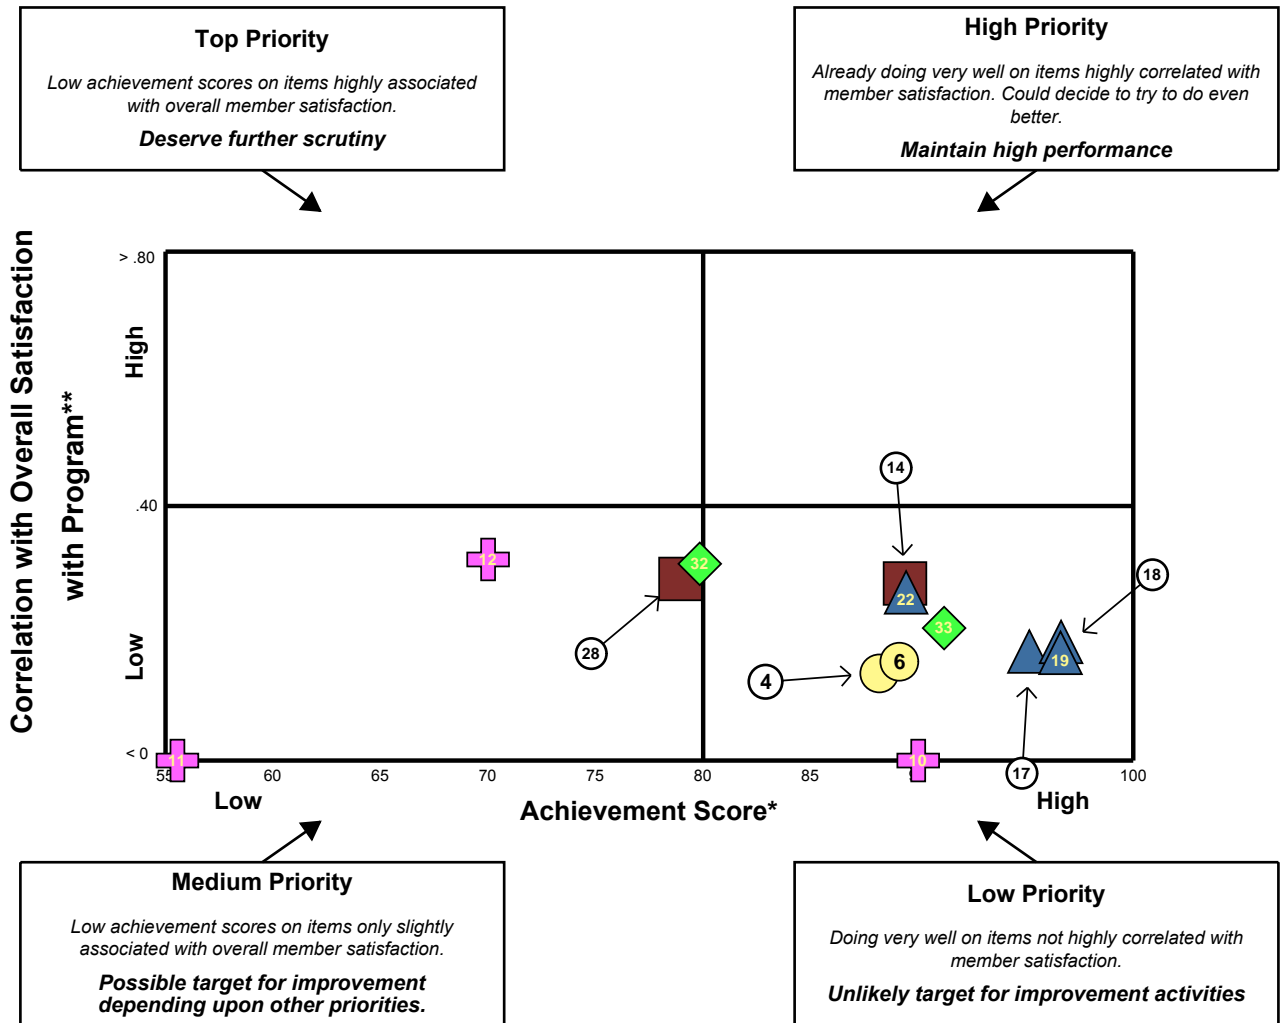 Top Priority
Low achievement scores on items highly associated
with overall member satisfaction.
Deserve further scrutiny
High Priority
Already doing very well on items highly correlated with
member satisfaction. Could decide to try to do even
better.
Maintain high performance
Correlation with Overall Satisfaction
with Program**
High
Low
> .80
.40
< 0
14
12
32
18
22
33
28
6
19
4
11
10
17
55
60
65
70
75
80
85
100
Low
Achievement Score*
High
Medium Priority
Low achievement scores on items only slightly
associated with overall member satisfaction.
Possible target for improvement
depending upon other priorities.
Low Priority
Doing very well on items not highly correlated with
member satisfaction.
Unlikely target for improvement activities